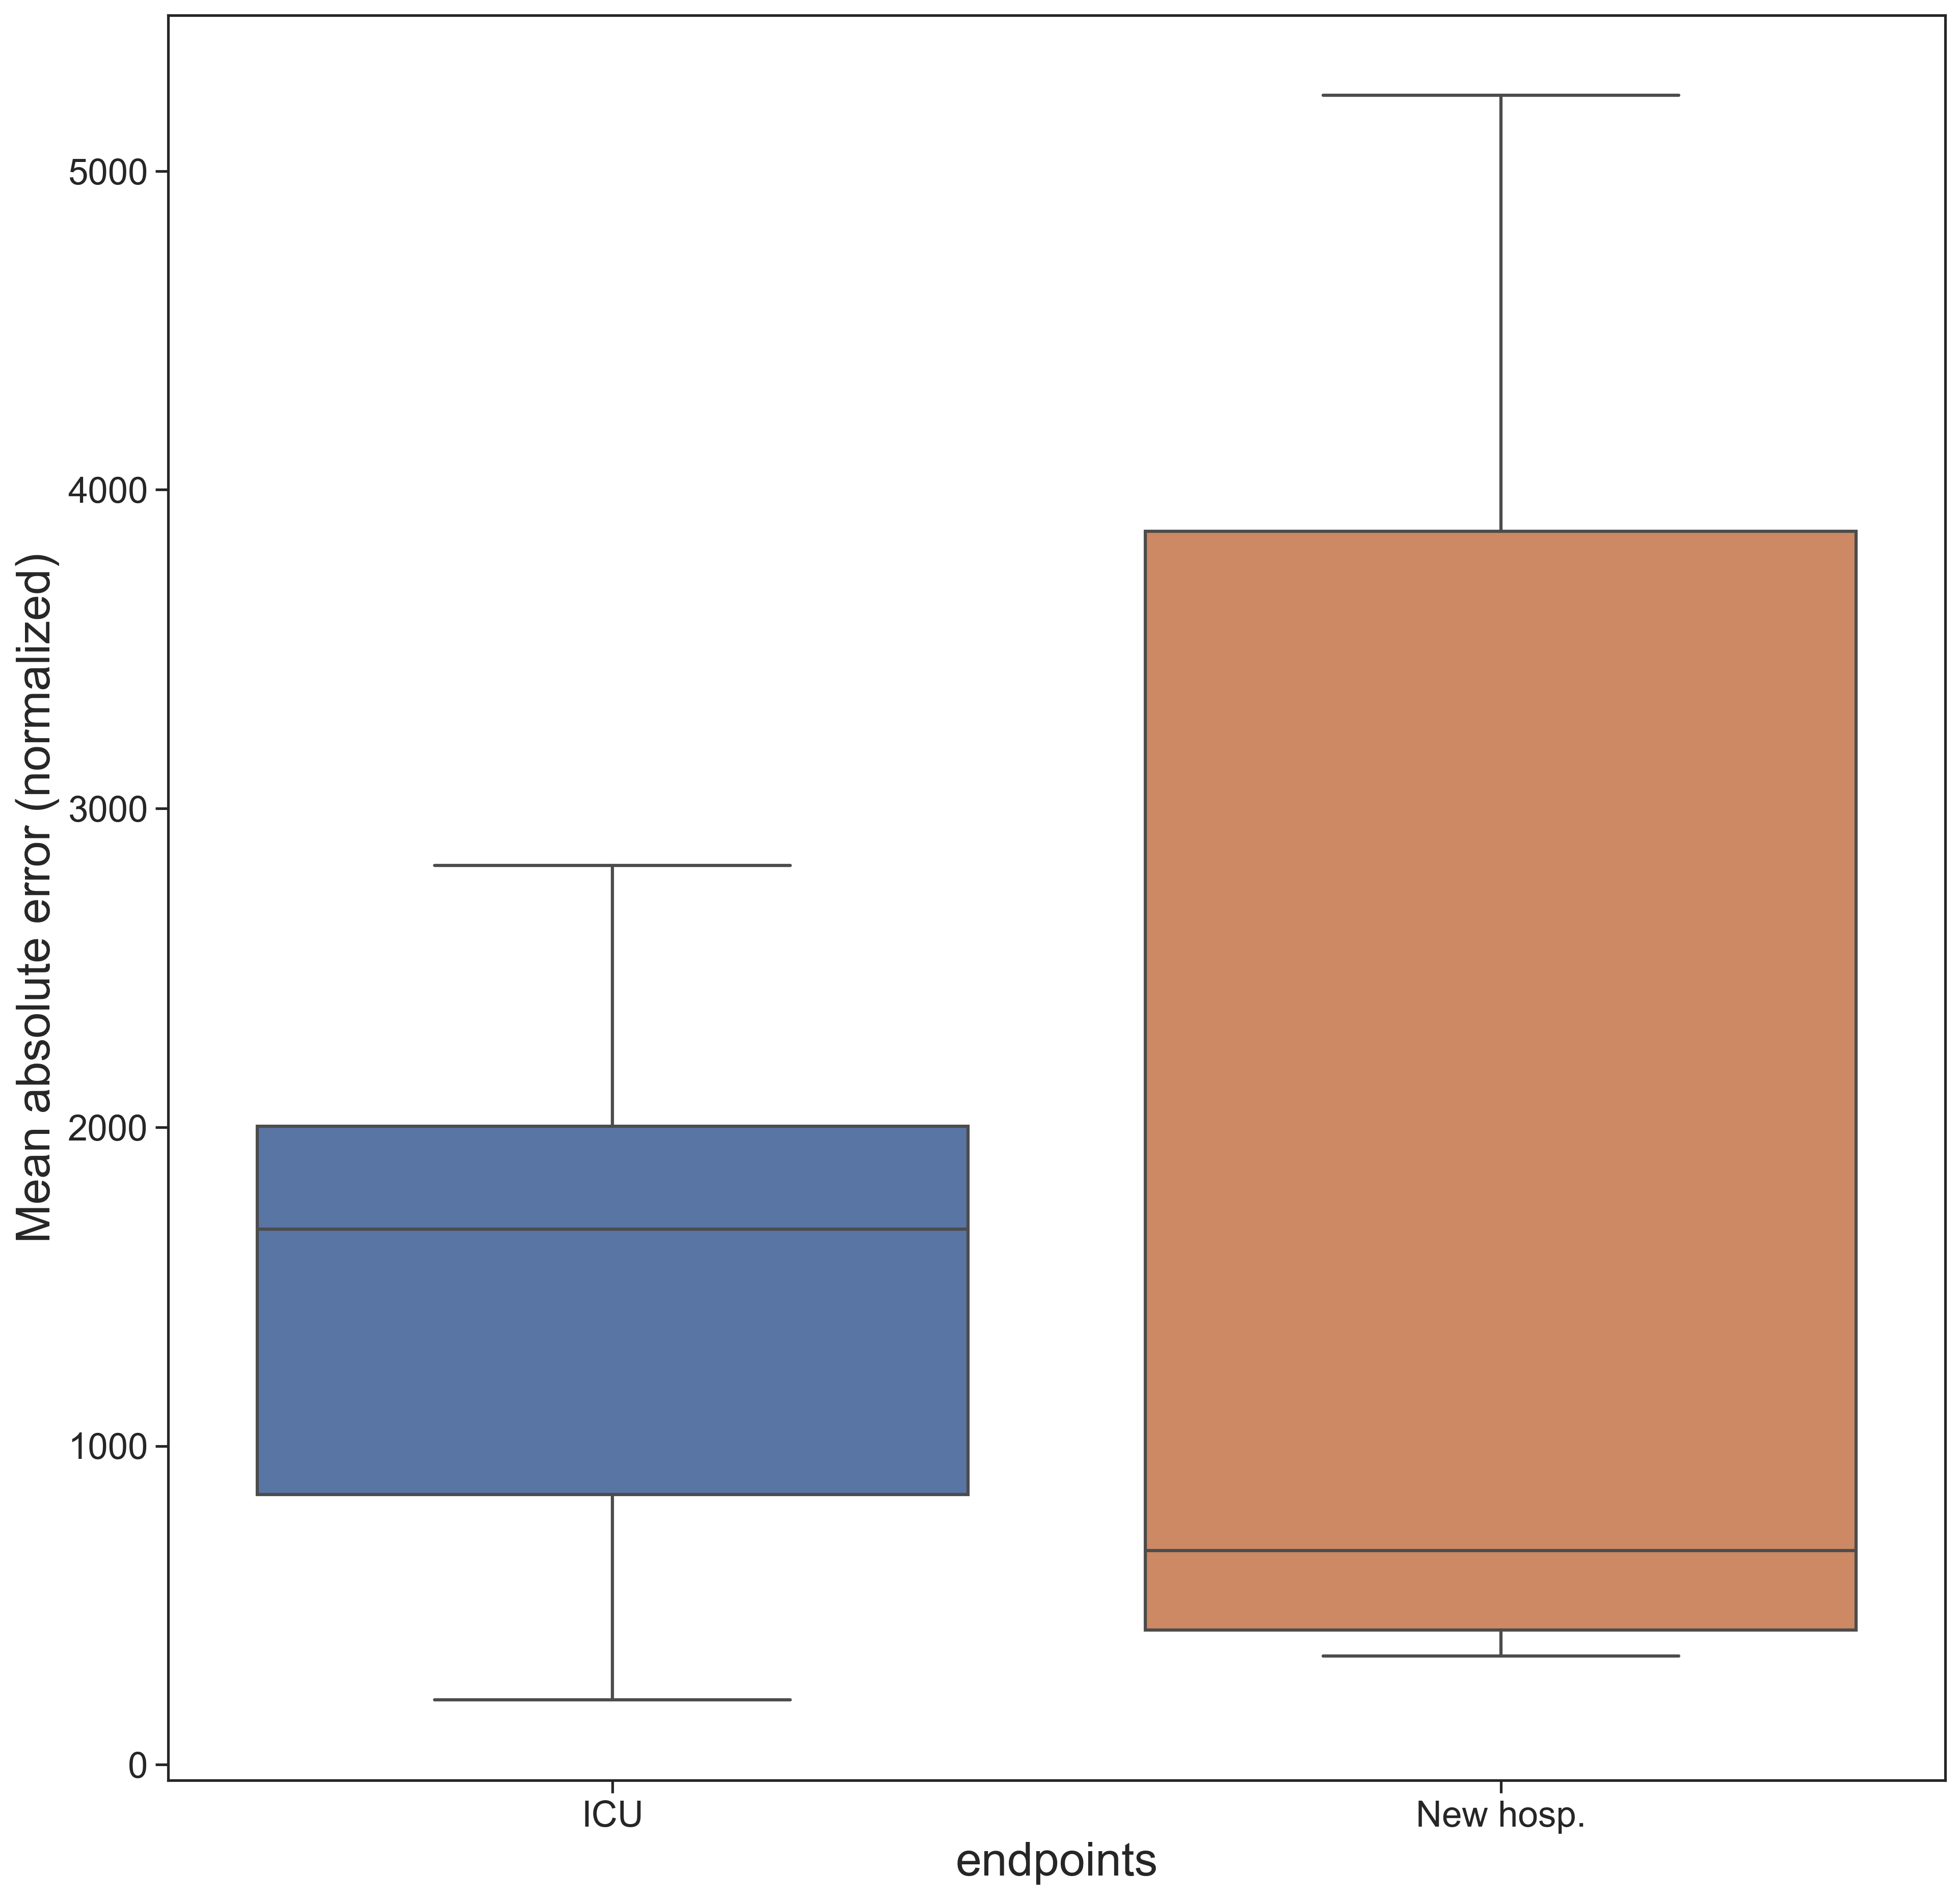 Mean absolute error (normalized)
5000
4000
3000
2000
1000
0
ICU
New hosp.
endpoints